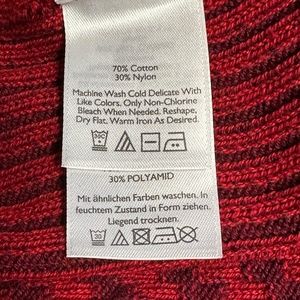 70% Cotton
30% Nylon
Machine Wash Cold Delicate With
Like Colors. Only Non-Chlorine
Bleach When Needed. Reshape,
Dry Flat. Warm Iron As Desired.
30% POLYAMID
Mit ähnlichen Farben waschen. In
feuchtem Zustand in Form ziehen.
Liegend trocknen.